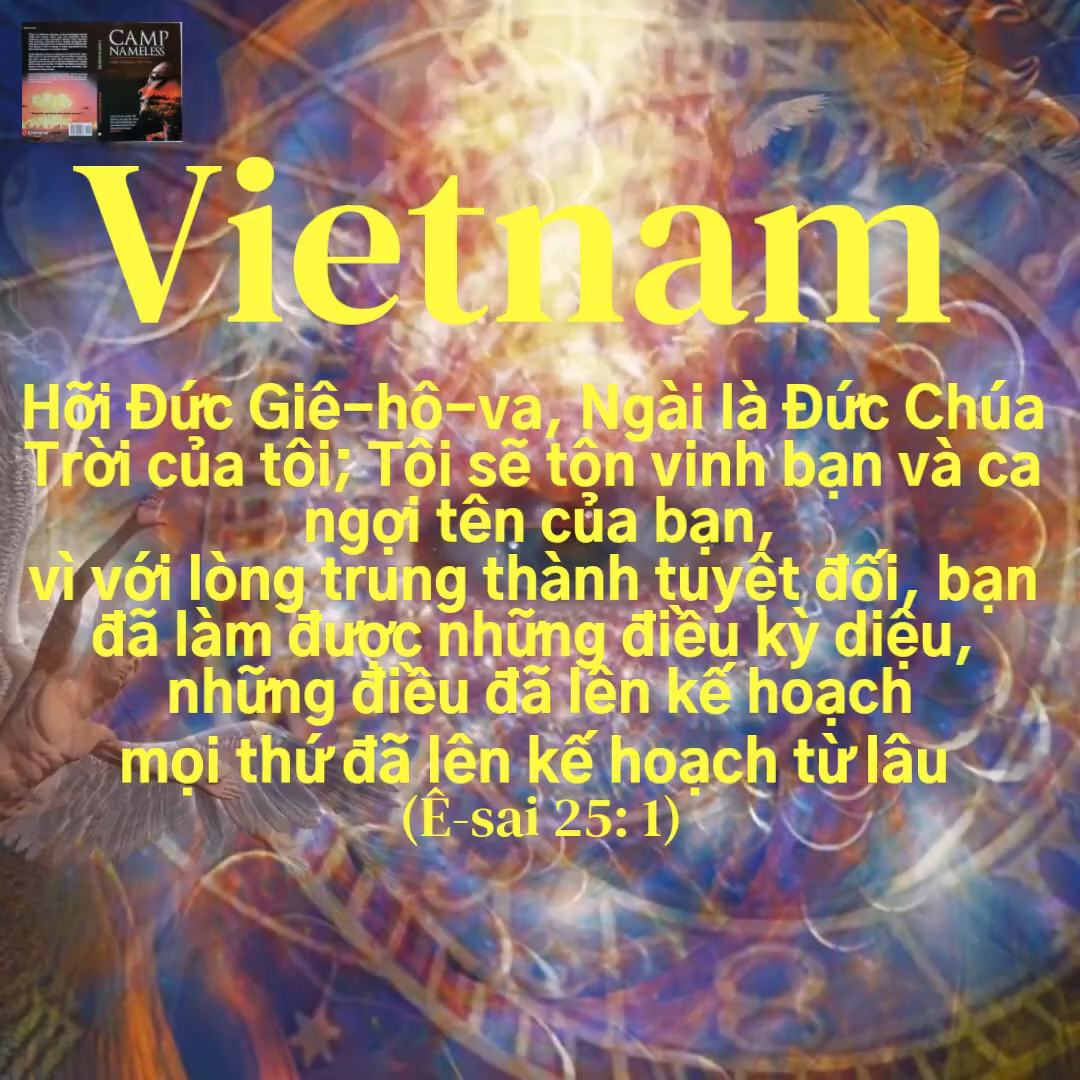 CAMP
NAMELESS
Vietnam
Hỡi Đức Giê-hô-va, Ngài là Đức Chúa
Trời của tôi; Tôi sẽ tôn vinh bạn và ca
ngợi tên của bạn,
vì với lòng trung thành tuyệt đối, bạn
đã làm được những điều kỳ diệu,
những điều đã lên kế hoạch
mọi thứ đã lên kế hoạch từ lâu
(Ê-sai 25: 1)